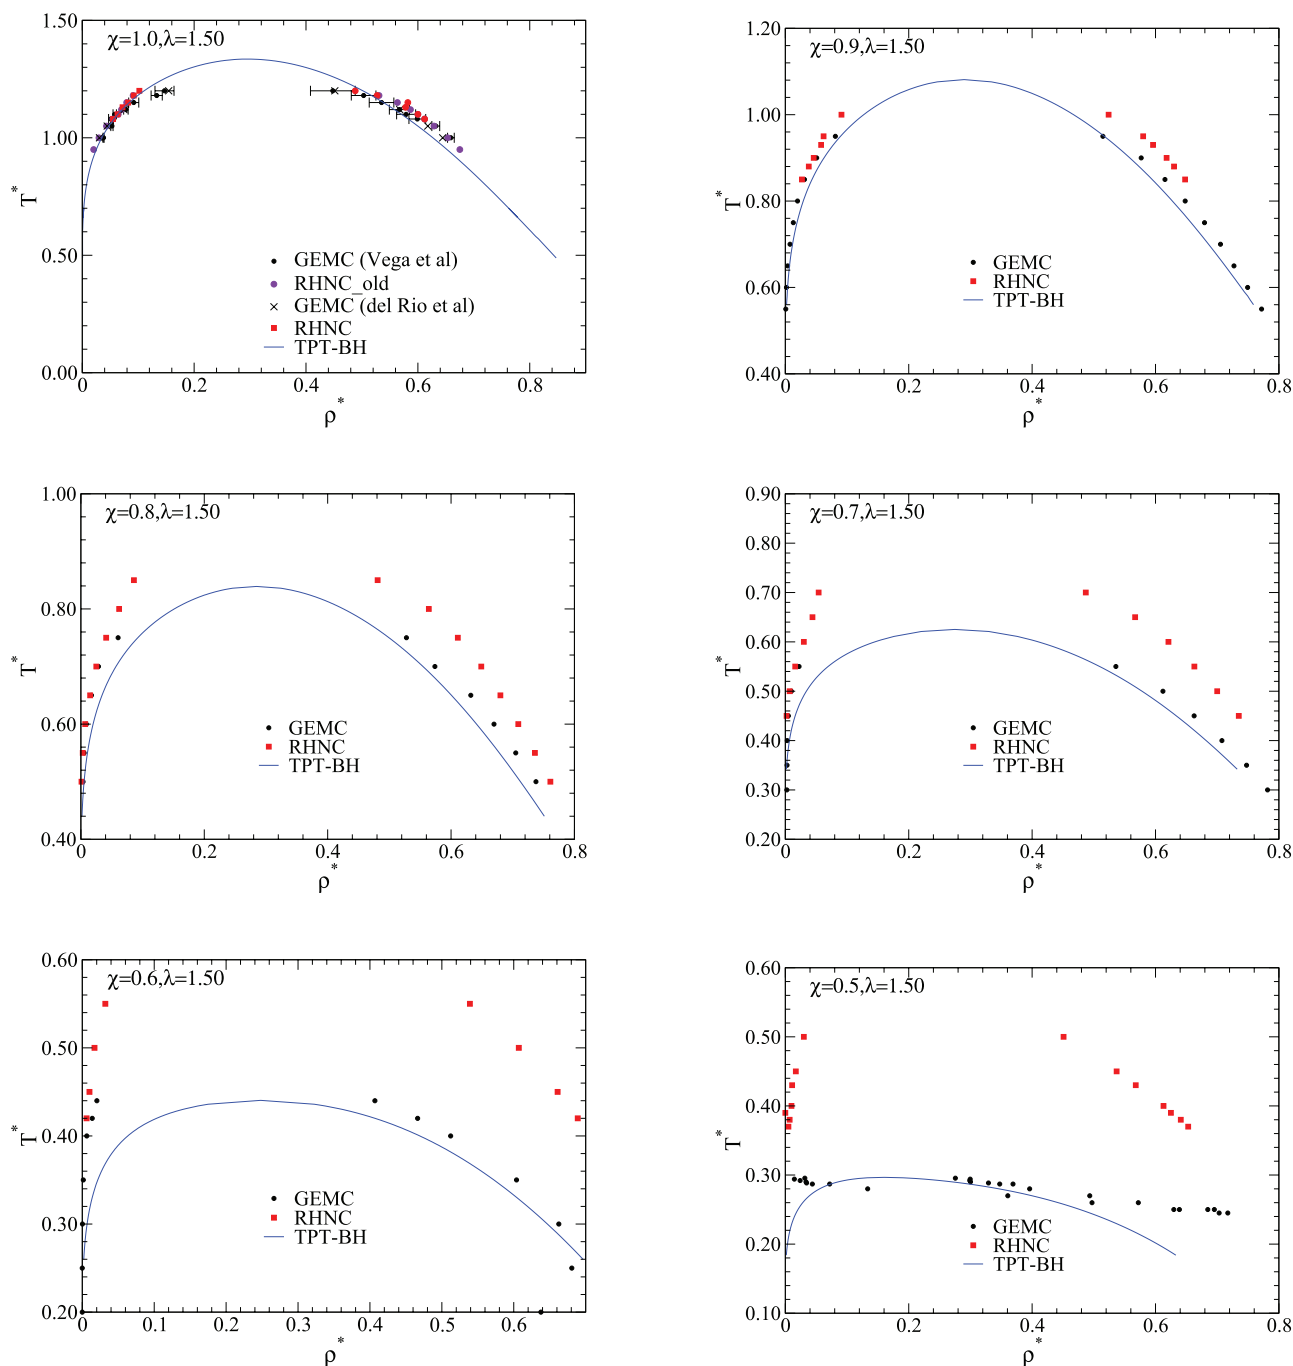 χ=1.0,λ=1.50
1.50
1.00
0.50
0.00
T*
GEMC (Vega et al)
RHNC_old
GEMC (del Rio et al)
RHNC
TPT-BH
0 0.2 0.4 0.6 0.8
ρ*
χ=0.9,λ=1.50
1.20
1.00
0.80
0.60
0.40
T*
GEMC
RHNC
TPT-BH
0 0.2 0.4 0.6 0.8
ρ*
χ=0.8,λ=1.50
1.00
0.80
0.60
0.40
T*
GEMC
RHNC
TPT-BH
0 0.2 0.4 0.6 0.8
ρ*
χ=0.7,λ=1.50
0.90
0.80
0.70
0.60
0.50
0.40
0.30
0.20
T*
GEMC
RHNC
TPT-BH
0 0.2 0.4 0.6 0.8
ρ*
χ=0.6,λ=1.50
0.60
0.50
0.40
0.30
0.20
T*
GEMC
RHNC
TPT-BH
0 0.1 0.2 0.3 0.4 0.5 0.6
ρ*
χ=0.5,λ=1.50
0.60
0.50
0.40
0.30
0.20
0.10
T*
GEMC
RHNC
TPT-BH
0 0.2 0.4 0.6 0.8
ρ*